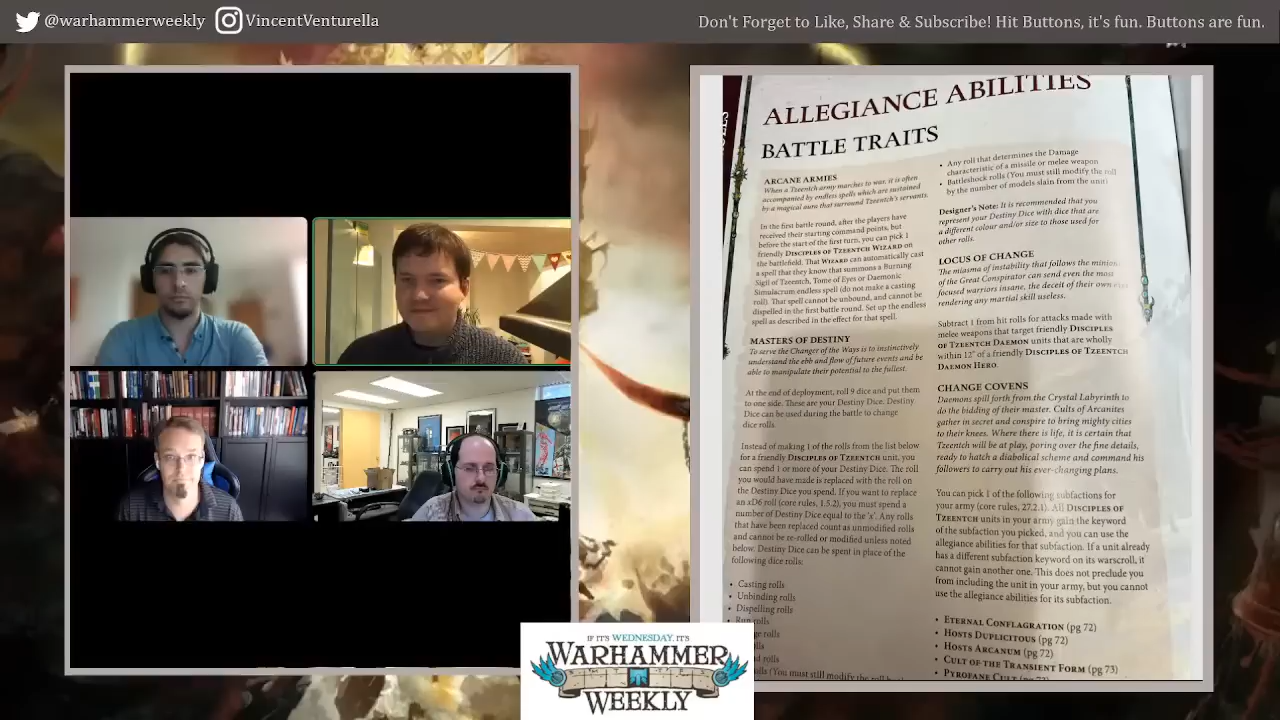 @warhammerweekly VincentVenturella
Don't Forget to Like, Share & Subscribe! Hit Buttons, it's fun. Buttons are fun.
ALLEGIANCE ABILITIES
BATTLE TRAITS
ARCANE ARMIES
When a Tzeentch army marches to war, it is often
accompanied by endless spells which are sustained
by a magical aura that surround Tzeentch's servants.
In the first battle round, after the players have
received their starting command points, but
before the start of the first turn, you can pick 1
friendly DISCIPLES OF TZEENTCH WIZARD on
the battlefield. That WIZARD can automatically cast
a spell that they know that summons a Burning
Sigil of Tzeentch, Tome of Eyes or Daemonic
Simulacrum endless spell (do not make a casting
roll). That spell cannot be unbound, and cannot be
dispelled in the first battle round. Set up the endless
spell as described in the effect for that spell.
MASTERS OF DESTINY
To serve the Changer of the Ways is to instinctively
understand the ebb and flow of future events and be
able to manipulate their potential to the fullest.
At the end of deployment, roll 9 dice and put them
to one side. These are your Destiny Dice. Destiny
Dice can be used during the battle to change
dice rolls.
Instead of making 1 of the rolls from the list below
for a friendly DISCIPLES OF TZEENTCH unit, you
can spend 1 or more of your Destiny Dice. The roll
you would have made is replaced with the roll on
the Destiny Dice you spend. If you want to replace
an xD6 roll (core rules, 1.5.2), you must spend a
number of Destiny Dice equal to the 'x'. Any rolls
that have been replaced count as unmodified rolls
and cannot be re-rolled or modified unless noted
below. Destiny Dice can be spent in place of the
following dice rolls:
• Casting rolls
• Unbinding rolls
• Dispelling rolls
• Run rolls
rolls
rolls
rolls
(You must still modify the
• Any roll that determines the Damage
characteristic of a missile or melee weapon
• Battleshock rolls (You must still modify the roll
by the number of models slain from the unit)
Designer's Note: It is recommended that you
represent your Destiny Dice with dice that are
a different colour and/or size to those used for
other rolls.
LOCUS OF CHANGE
The miasma of instability that follows the minions
of the Great Conspirator can send even the most
focused warriors insane, the deceit of their own eyes
rendering any martial skill useless.
Subtract 1 from hit rolls for attacks made with
melee weapons that target friendly DISCIPLES
OF TZEENTCH DAEMON units that are wholly
within 12" of a friendly DISCIPLES OF TZEENTCH
DAEMON HERO.
CHANGE COVENS
Daemons spill forth from the Crystal Labyrinth to
do the bidding of their master. Cults of Arcanites
gather in secret and conspire to bring mighty cities
to their knees. Where there is life, it is certain that
Tzeentch will be at play, poring over the fine details,
ready to hatch a diabolical scheme and command his
followers to carry out his ever-changing plans.
You can pick 1 of the following subfactions for
your army (core rules, 27.2.1). All DISCIPLES OF
TZEENTCH units in your army gain the keyword
of the subfaction you picked, and you can use the
allegiance abilities for that subfaction. If a unit already
has a different subfaction keyword on its warscroll, it
cannot gain another one. This does not preclude you
from including the unit in your army, but you cannot
use the allegiance abilities for its subfaction.
• ETERNAL CONFLAGRATION (pg 72)
• HOSTS DUPLICITOUS (pg 72)
• HOSTS ARCANUM (pg 72)
• CULT OF THE TRANSIENT FORM (pg 73)
• PYROFANE CULT
IF IT'S WEDNESDAY, IT'S
WARHAMMER
WEEKLY